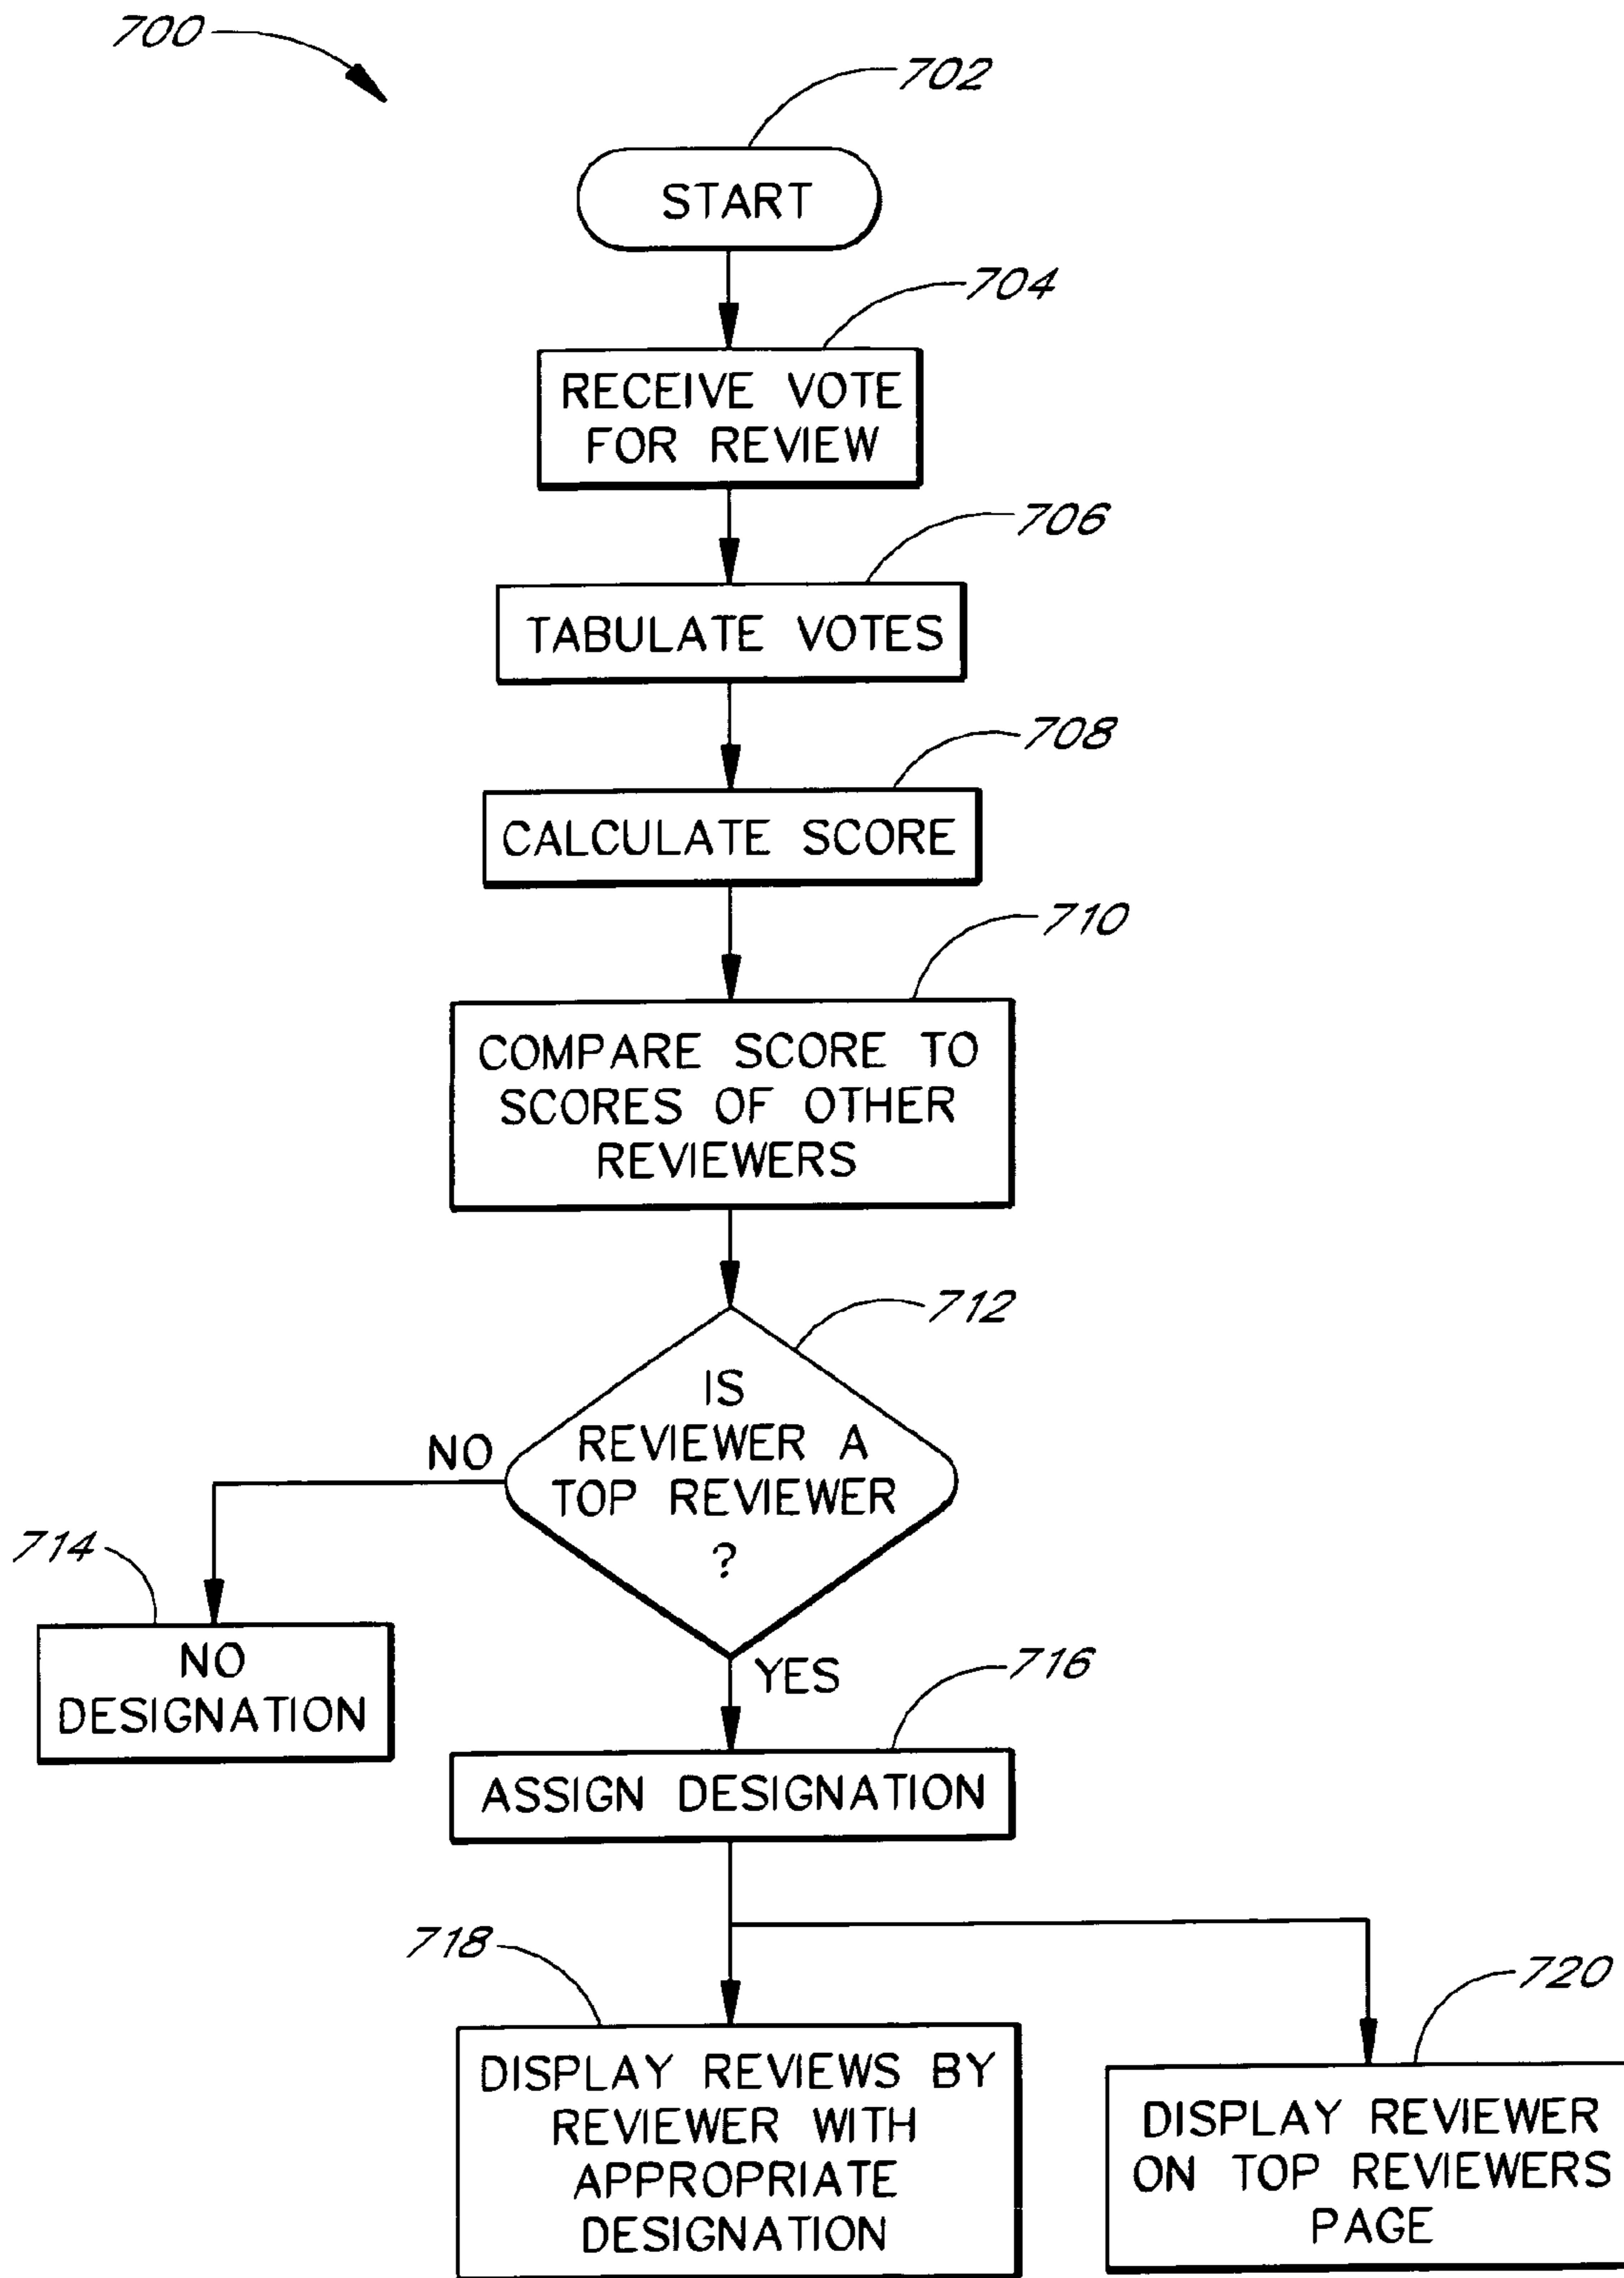 700
702
START
704
RECEIVE VOTE
FOR REVIEW
706
TABULATE VOTES
708
CALCULATE SCORE
710
COMPARE SCORE TO
SCORES OF OTHER
REVIEWERS
712
IS
REVIEWER A
TOP REVIEWER
?
NO
714
NO
DESIGNATION
YES
716
ASSIGN DESIGNATION
718
DISPLAY REVIEWS BY
REVIEWER WITH
APPROPRIATE
DESIGNATION
720
DISPLAY REVIEWER
ON TOP REVIEWERS
PAGE